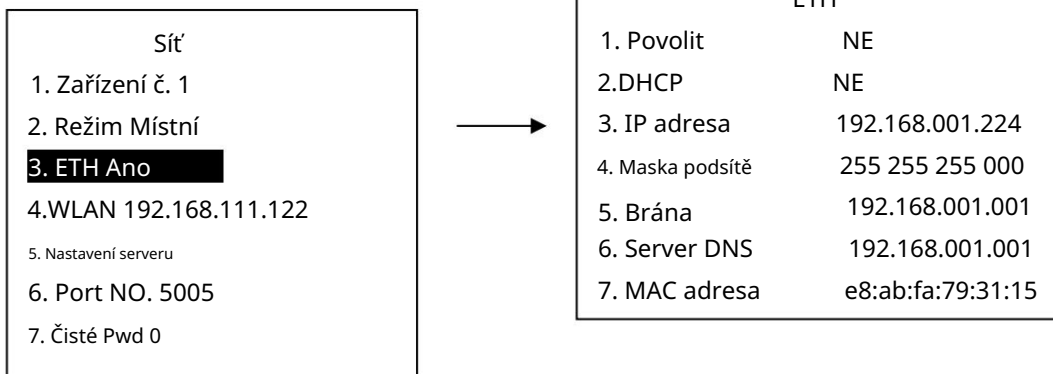 Síť
1. Zařízení č. 1
2. Režim Místní
3. ETH Ano
4.WLAN 192.168.111.122
5. Nastavení serveru
6. Port NO. 5005
7. Čisté Pwd 0
ETH
1. Povolit NE
2.DHCP NE
3. IP adresa 192.168.001.224
4. Maska podsítě 255 255 255 000
5. Brána 192.168.001.001
6. Server DNS 192.168.001.001
7. MAC adresa e8:ab:fa:79:31:15